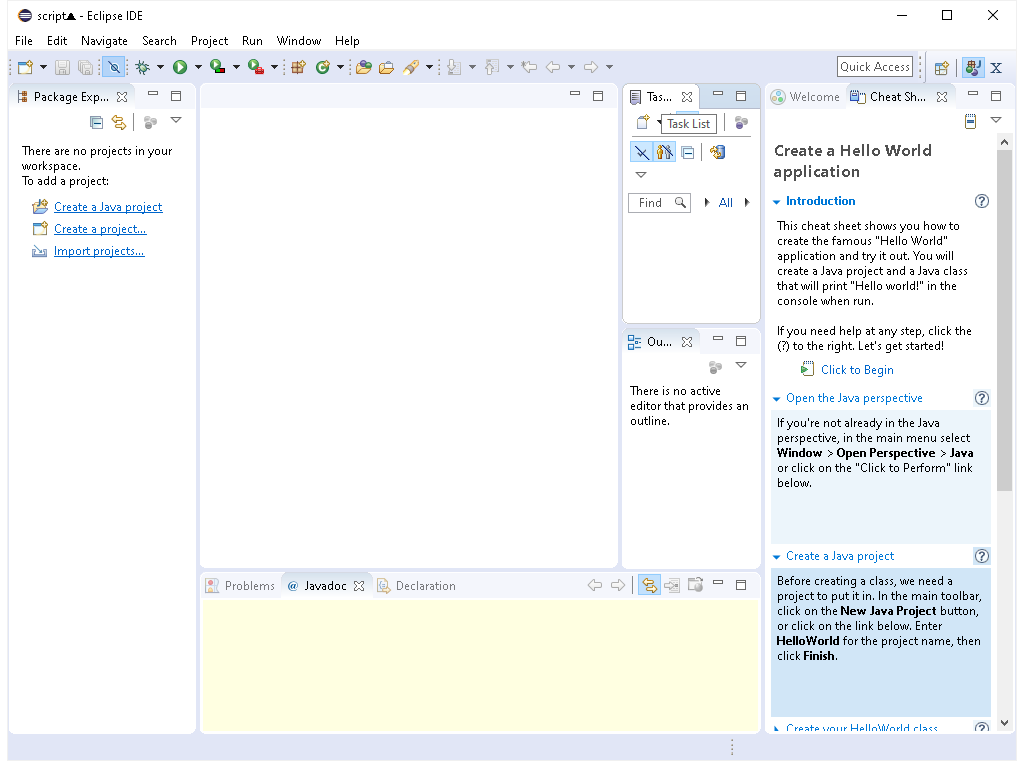 script▲ - Eclipse IDE
File Edit Navigate Search Project Run Window Help
Quick Access
Package Exp...
There are no projects in your
workspace.
To add a project:
Create a Java project
Create a project...
Import projects...
Tas...
Task List
Find
All
Ou...
There is no active
editor that provides an
outline.
Problems
@ Javadoc
Declaration
Welcome
Cheat Sh...
Create a Hello World
application
Introduction
This cheat sheet shows you how to
create the famous "Hello World"
application and try it out. You will
create a Java project and a Java class
that will print "Hello world!" in the
console when run.
If you need help at any step, click the
(?) to the right. Let's get started!
Click to Begin
Open the Java perspective
If you're not already in the Java
perspective, in the main menu select
Window > Open Perspective > Java
or click on the "Click to Perform" link
below.
Create a Java project
Before creating a class, we need a
project to put it in. In the main toolbar,
click on the New Java Project button,
or click on the link below. Enter
HelloWorld for the project name, then
click Finish.
Create your HelloWorld class